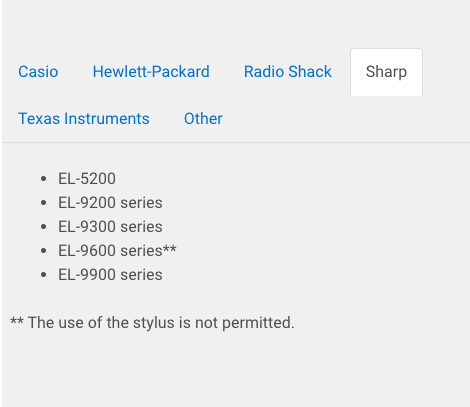 Casio Hewlett-Packard Radio Shack Sharp
Texas Instruments Other
• EL-5200
• EL-9200 series
• EL-9300 series
• EL-9600 series**
• EL-9900 series
** The use of the stylus is not permitted.